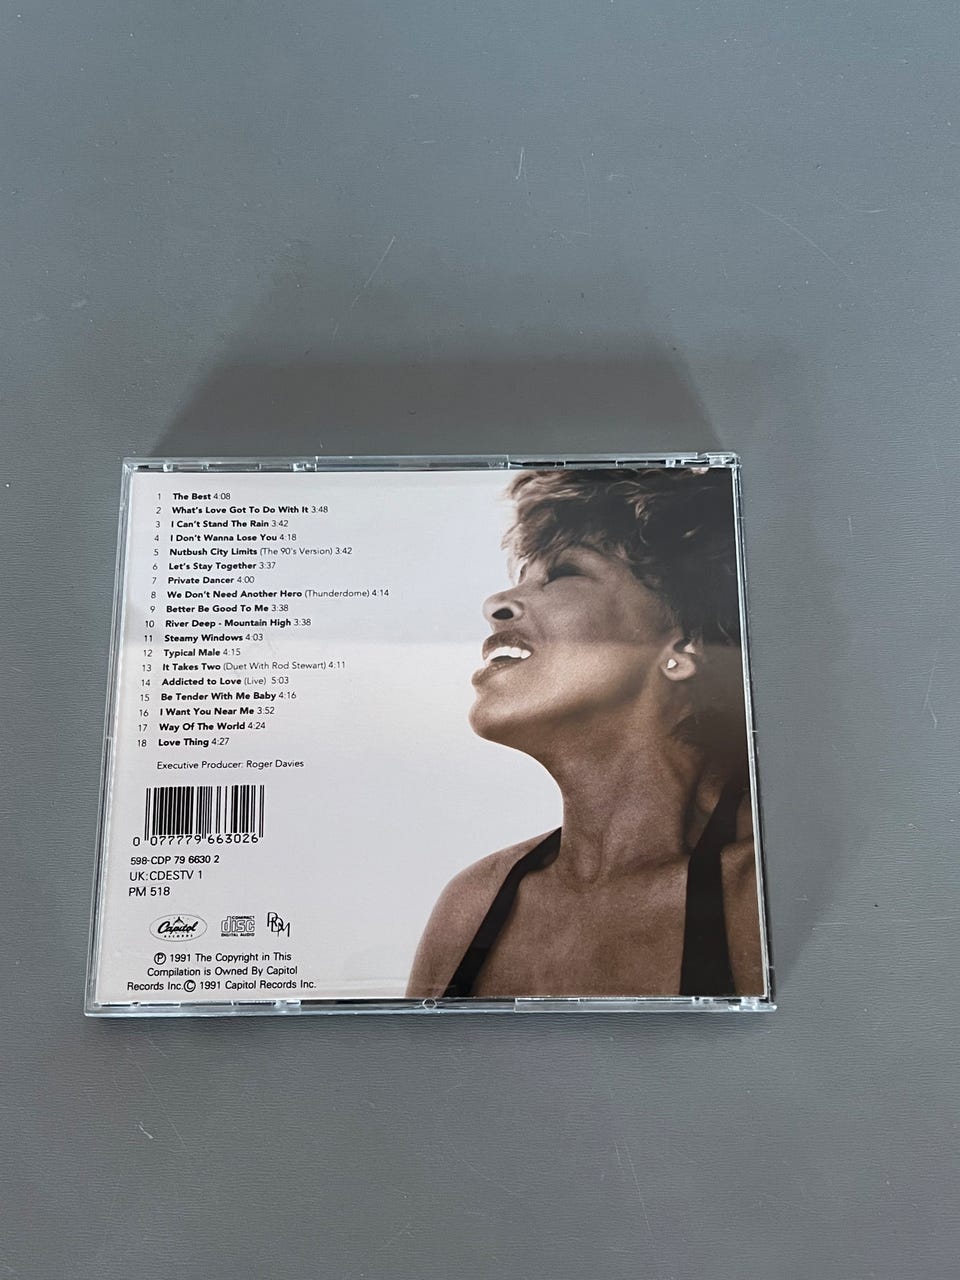 1 The Best 4:08
2 What's Love Got To Do With It 3:48
3 I Can't Stand The Rain 3:42
4 I Don't Wanna Lose You 4:18
5 Nutbush City Limits (The 90's Version) 3:42
6 Let's Stay Together 3:37
7 Private Dancer 4:00
8 We Don't Need Another Hero (Thunderdome) 4:14
9 Better Be Good To Me 3:38
10 River Deep - Mountain High 3:38
11 Steamy Windows 4:03
12 Typical Male 4:15
13 It Takes Two (Duet With Rod Stewart) 4:11
14 Addicted to Love (Live) 5:03
15 Be Tender With Me Baby 4:16
16 I Want You Near Me 3:52
17 Way Of The World 4:24
18 Love Thing 4:27
Executive Producer: Roger Davies
0 077779 663026
598-CDP 79 6630 2
UK:CDESTV 1
PM 518
Capitol
RECORDS
COMPACT
disc
DIGITAL AUDIO
Ⓟ 1991 The Copyright in This
Compilation is Owned By Capitol
Records Inc.Ⓒ 1991 Capitol Records Inc.